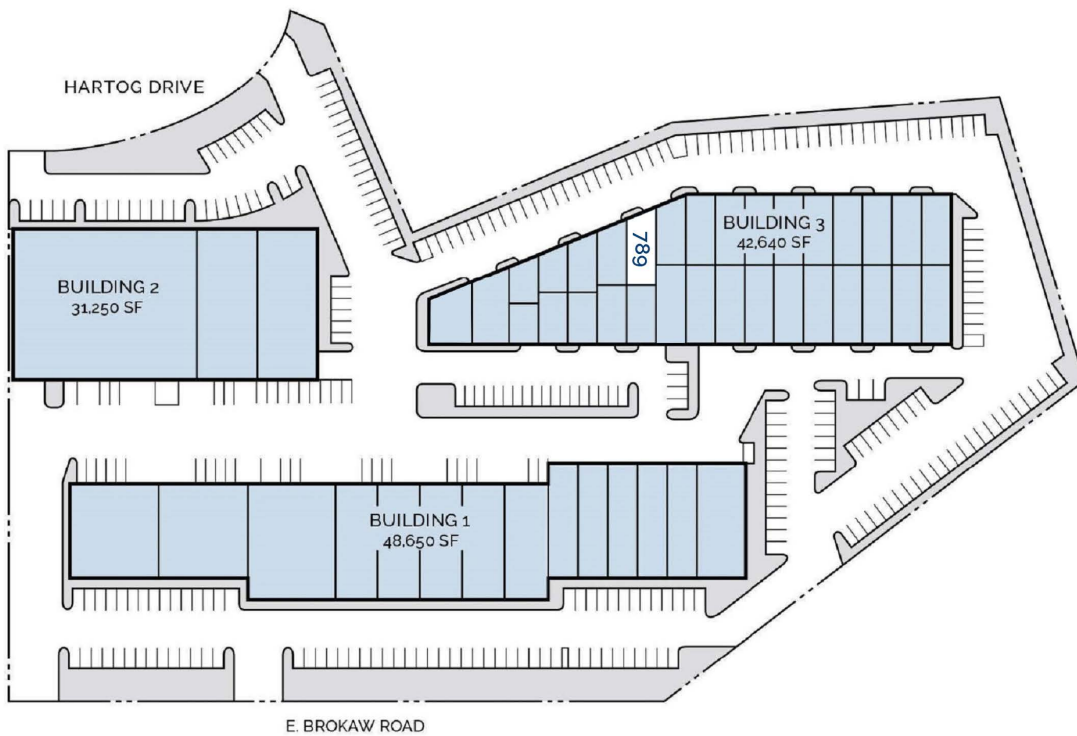 HARTOG DRIVE
BUILDING 2
31,250 SF
789
BUILDING 3
42,640 SF
BUILDING 1
48,650 SF
E. BROKAW ROAD